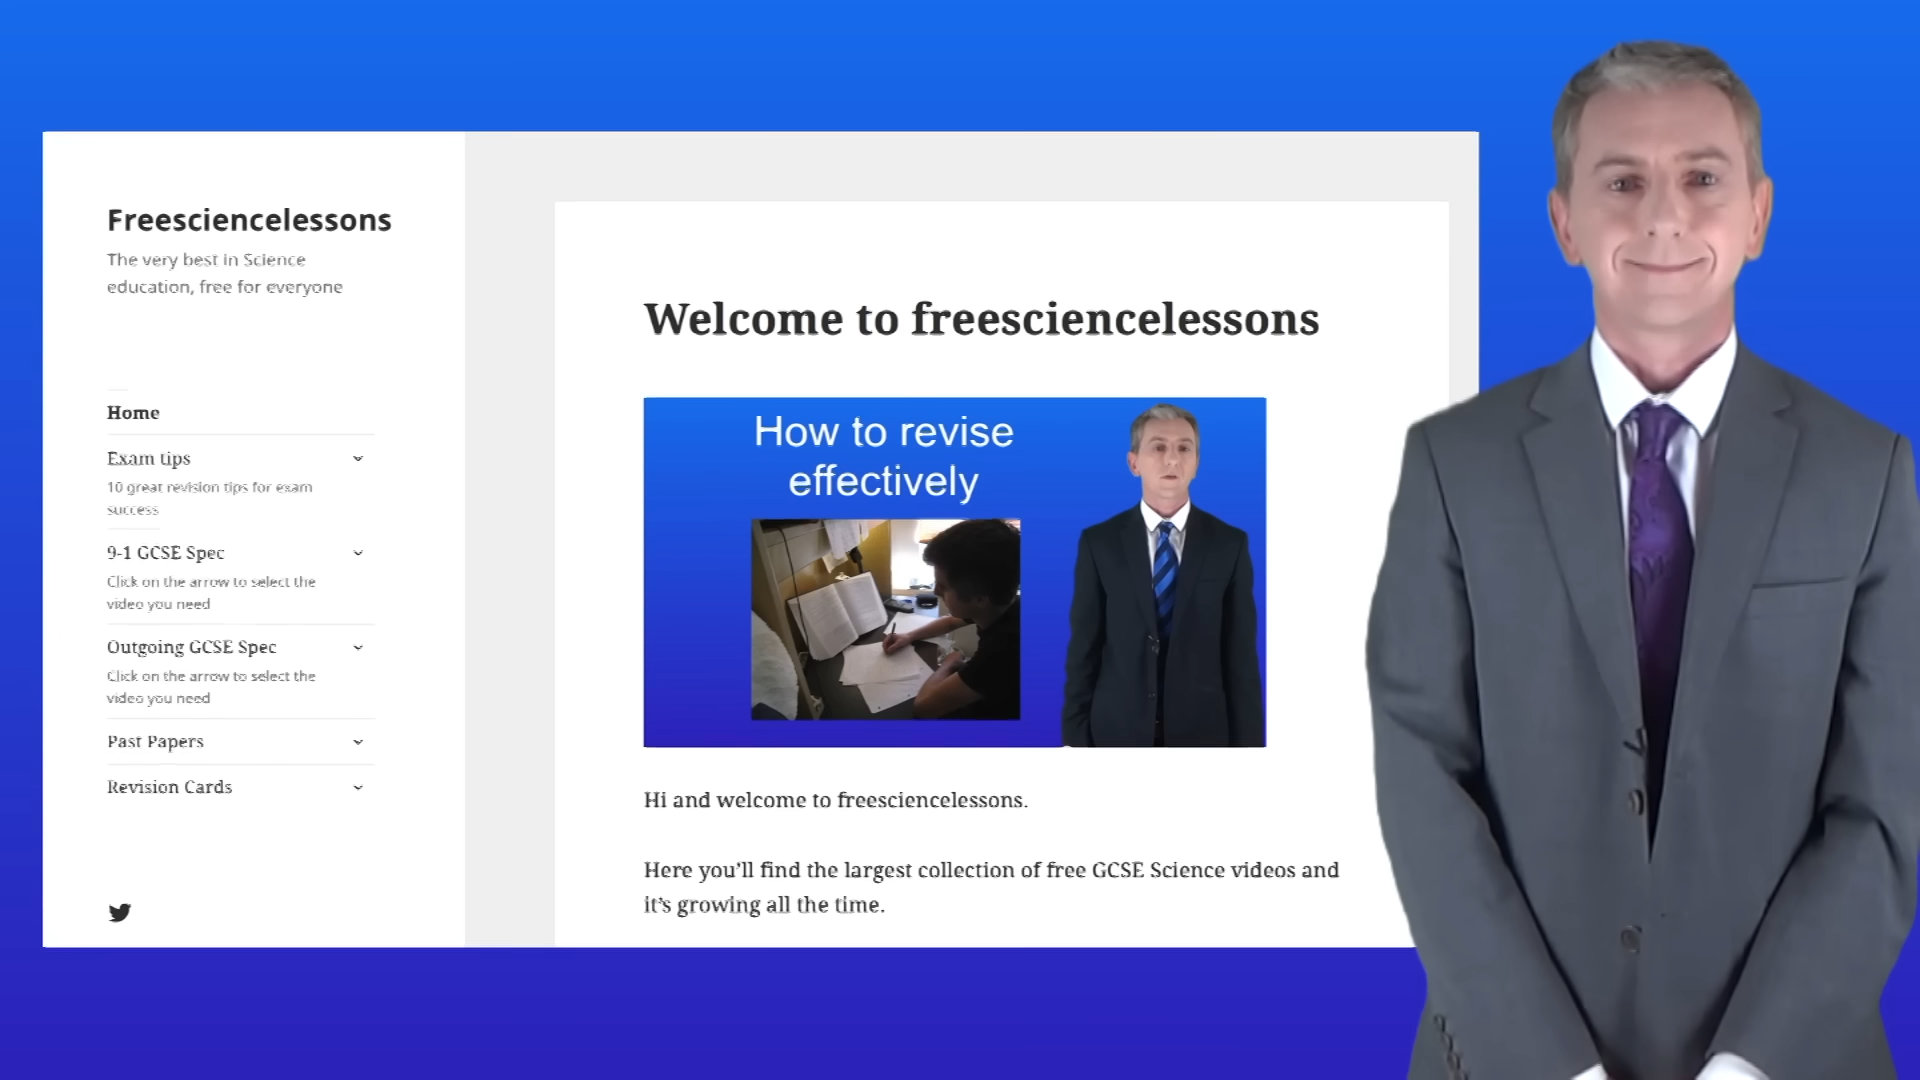 Freesciencelessons
The very best in Science
education, free for everyone
Home
Exam tips
10 great revision tips for exam
success
9-1 GCSE Spec
Click on the arrow to select the
video you need
Outgoing GCSE Spec
Click on the arrow to select the
video you need
Past Papers
Revision Cards
Welcome to freesciencelessons
How to revise
effectively
Hi and welcome to freesciencelessons.
Here you’ll find the largest collection of free GCSE Science videos and
it’s growing all the time.